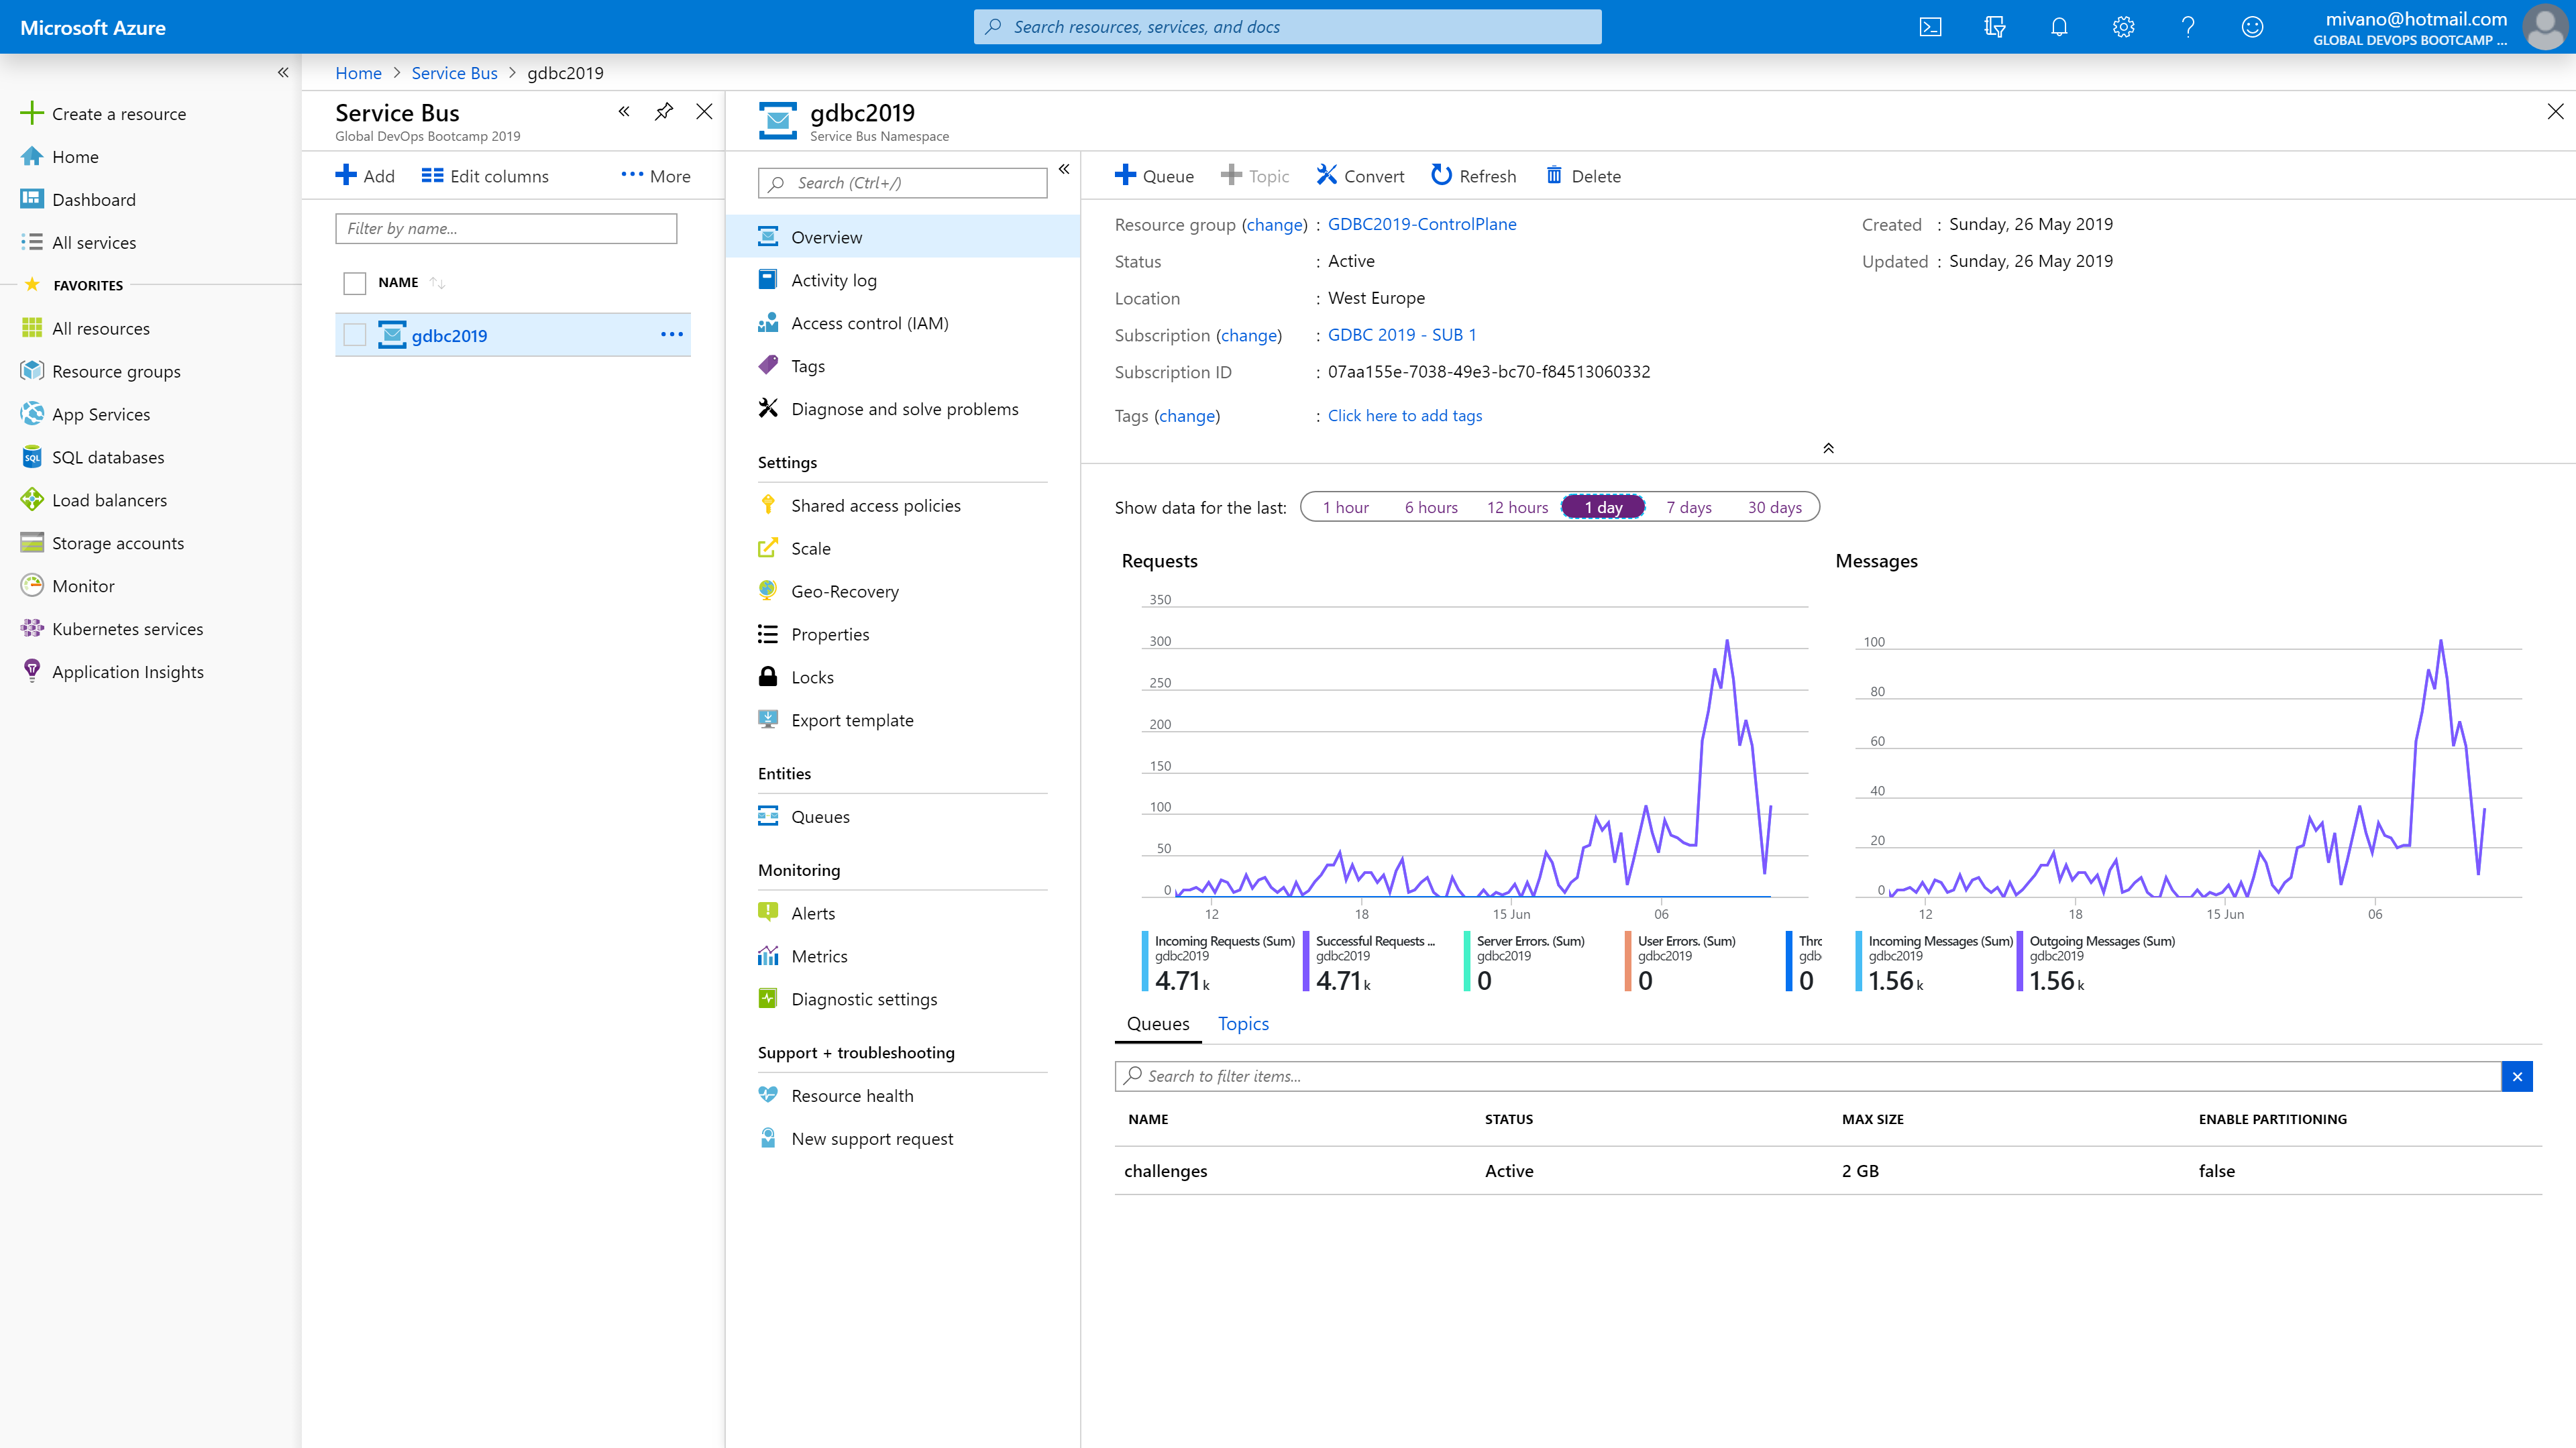 Microsoft Azure
Search resources, services, and docs
mivano@hotmail.com
GLOBAL DEVOPS BOOTCAMP ...
Create a resource
Home
Dashboard
All services
FAVORITES
All resources
Resource groups
App Services
SQL databases
Load balancers
Storage accounts
Monitor
Kubernetes services
Application Insights
Home > Service Bus > gdbc2019
Service Bus
Global DevOps Bootcamp 2019
Add Edit columns More
Filter by name...
NAME
gdbc2019
gdbc2019
Service Bus Namespace
Search (Ctrl+/)
Overview
Activity log
Access control (IAM)
Tags
Diagnose and solve problems
Settings
Shared access policies
Scale
Geo-Recovery
Properties
Locks
Export template
Entities
Queues
Monitoring
Alerts
Metrics
Diagnostic settings
Support + troubleshooting
Resource health
New support request
Queue Topic Convert Refresh Delete
Resource group (change) : GDBC2019-ControlPlane
Status : Active
Location : West Europe
Subscription (change) : GDBC 2019 - SUB 1
Subscription ID : 07aa155e-7038-49e3-bc70-f84513060332
Tags (change) : Click here to add tags
Created : Sunday, 26 May 2019
Updated : Sunday, 26 May 2019
Show data for the last: 1 hour 6 hours 12 hours 1 day 7 days 30 days
Requests
350
300
250
200
150
100
50
0
12 18 15 Jun 06
Incoming Requests (Sum)
gdbc2019
4.71 k
Successful Requests ...
gdbc2019
4.71 k
Server Errors. (Sum)
gdbc2019
0
User Errors. (Sum)
gdbc2019
0
Thrc
gdb
0
Messages
100
80
60
40
20
0
12 18 15 Jun 06
Incoming Messages (Sum)
gdbc2019
1.56 k
Outgoing Messages (Sum)
gdbc2019
1.56 k
Queues Topics
Search to filter items...
NAME STATUS MAX SIZE ENABLE PARTITIONING
challenges Active 2 GB false